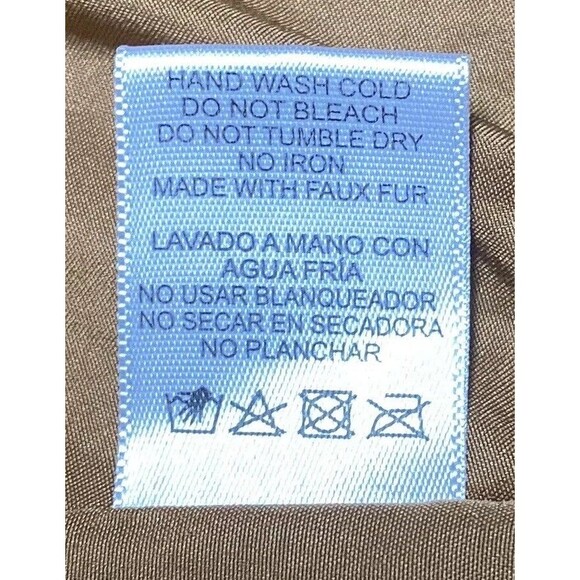 HAND WASH COLD
DO NOT BLEACH
DO NOT TUMBLE DRY
NO IRON
MADE WITH FAUX FUR
LAVADO A MANO CON
AGUA FRÍA
NO USAR BLANQUEADOR
NO SECAR EN SECADORA
NO PLANCHAR